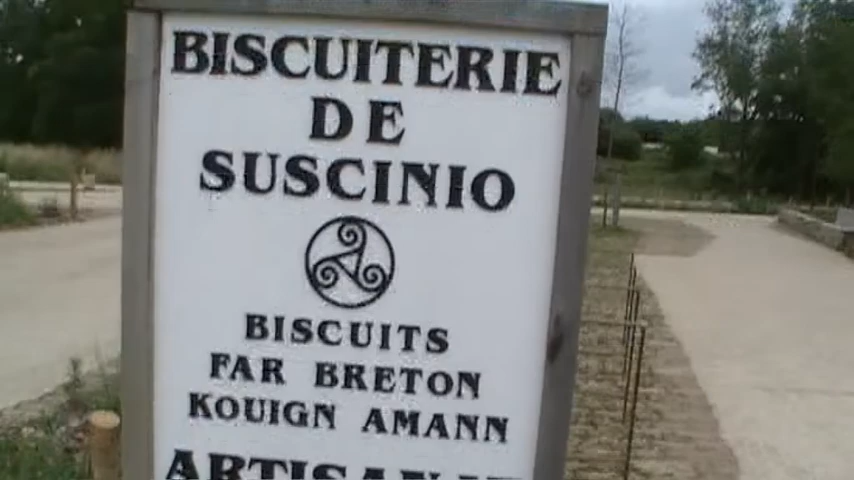 BISCUITERIE
DE
SUSCINIO
BISCUITS
FAR BRETON
KOUIGN AMANN